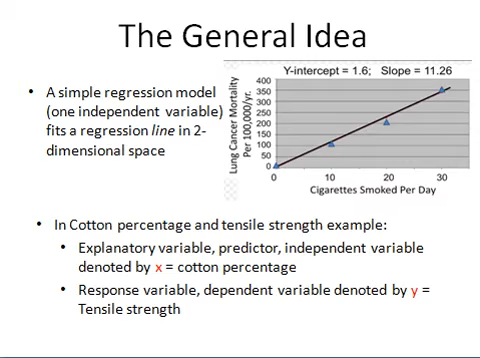 The General Idea
• A simple regression model
(one independent variable)
fits a regression line in 2-
dimensional space
Y-intercept = 1.6; Slope = 11.26
Lung Cancer Mortality
Per 100,000/yr.
400
350
300
250
200
150
100
50
0
0 10 20 30
Cigarettes Smoked Per Day
• In Cotton percentage and tensile strength example:
• Explanatory variable, predictor, independent variable
denoted by x = cotton percentage
• Response variable, dependent variable denoted by y =
Tensile strength